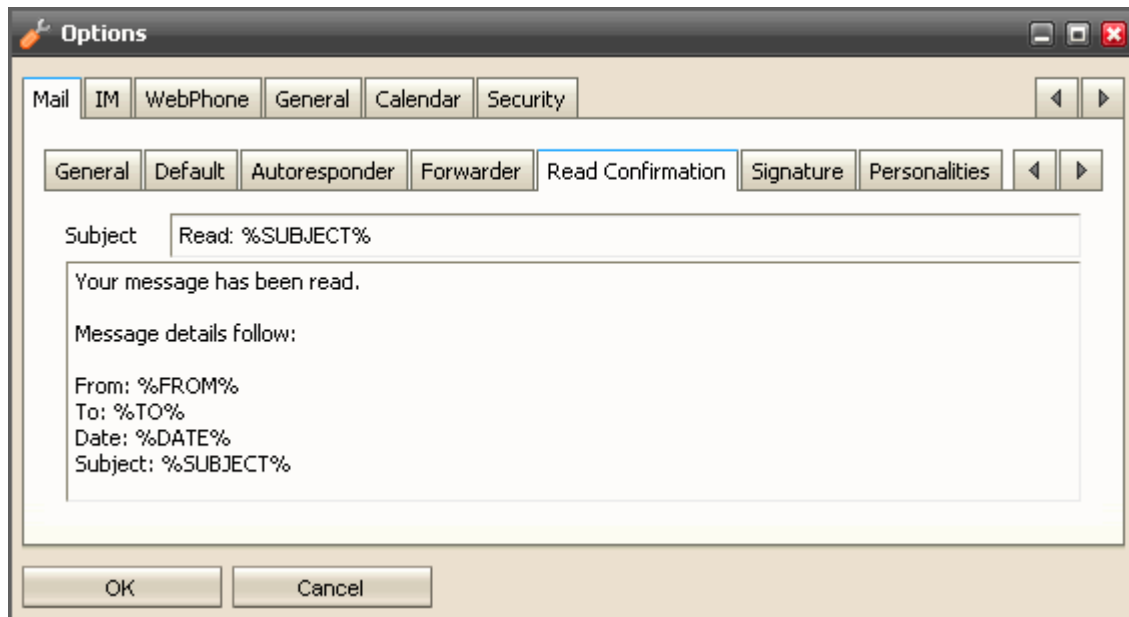 Options
Mail IM WebPhone General Calendar Security
General Default Autoresponder Forwarder Read Confirmation Signature Personalities
Subject Read: %SUBJECT%
Your message has been read.
Message details follow:
From: %FROM%
To: %TO%
Date: %DATE%
Subject: %SUBJECT%
OK Cancel